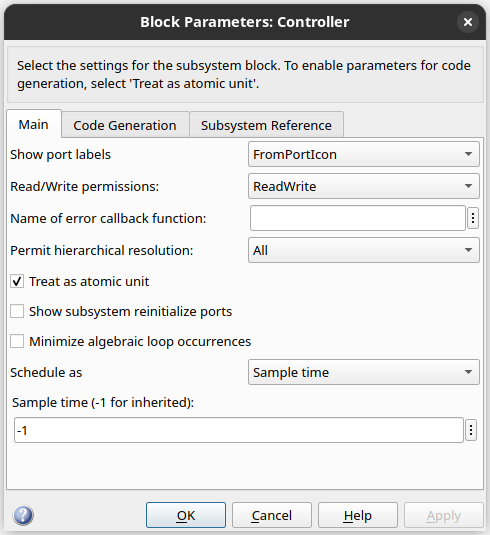 Block Parameters: Controller
Select the settings for the subsystem block. To enable parameters for code
generation, select 'Treat as atomic unit'.
Main
Code Generation
Subsystem Reference
Show port labels
FromPortIcon
Read/Write permissions:
ReadWrite
Name of error callback function:
Permit hierarchical resolution:
All
Treat as atomic unit
Show subsystem reinitialize ports
Minimize algebraic loop occurrences
Schedule as
Sample time
Sample time (-1 for inherited):
-1
?
OK
Cancel
Help
Apply